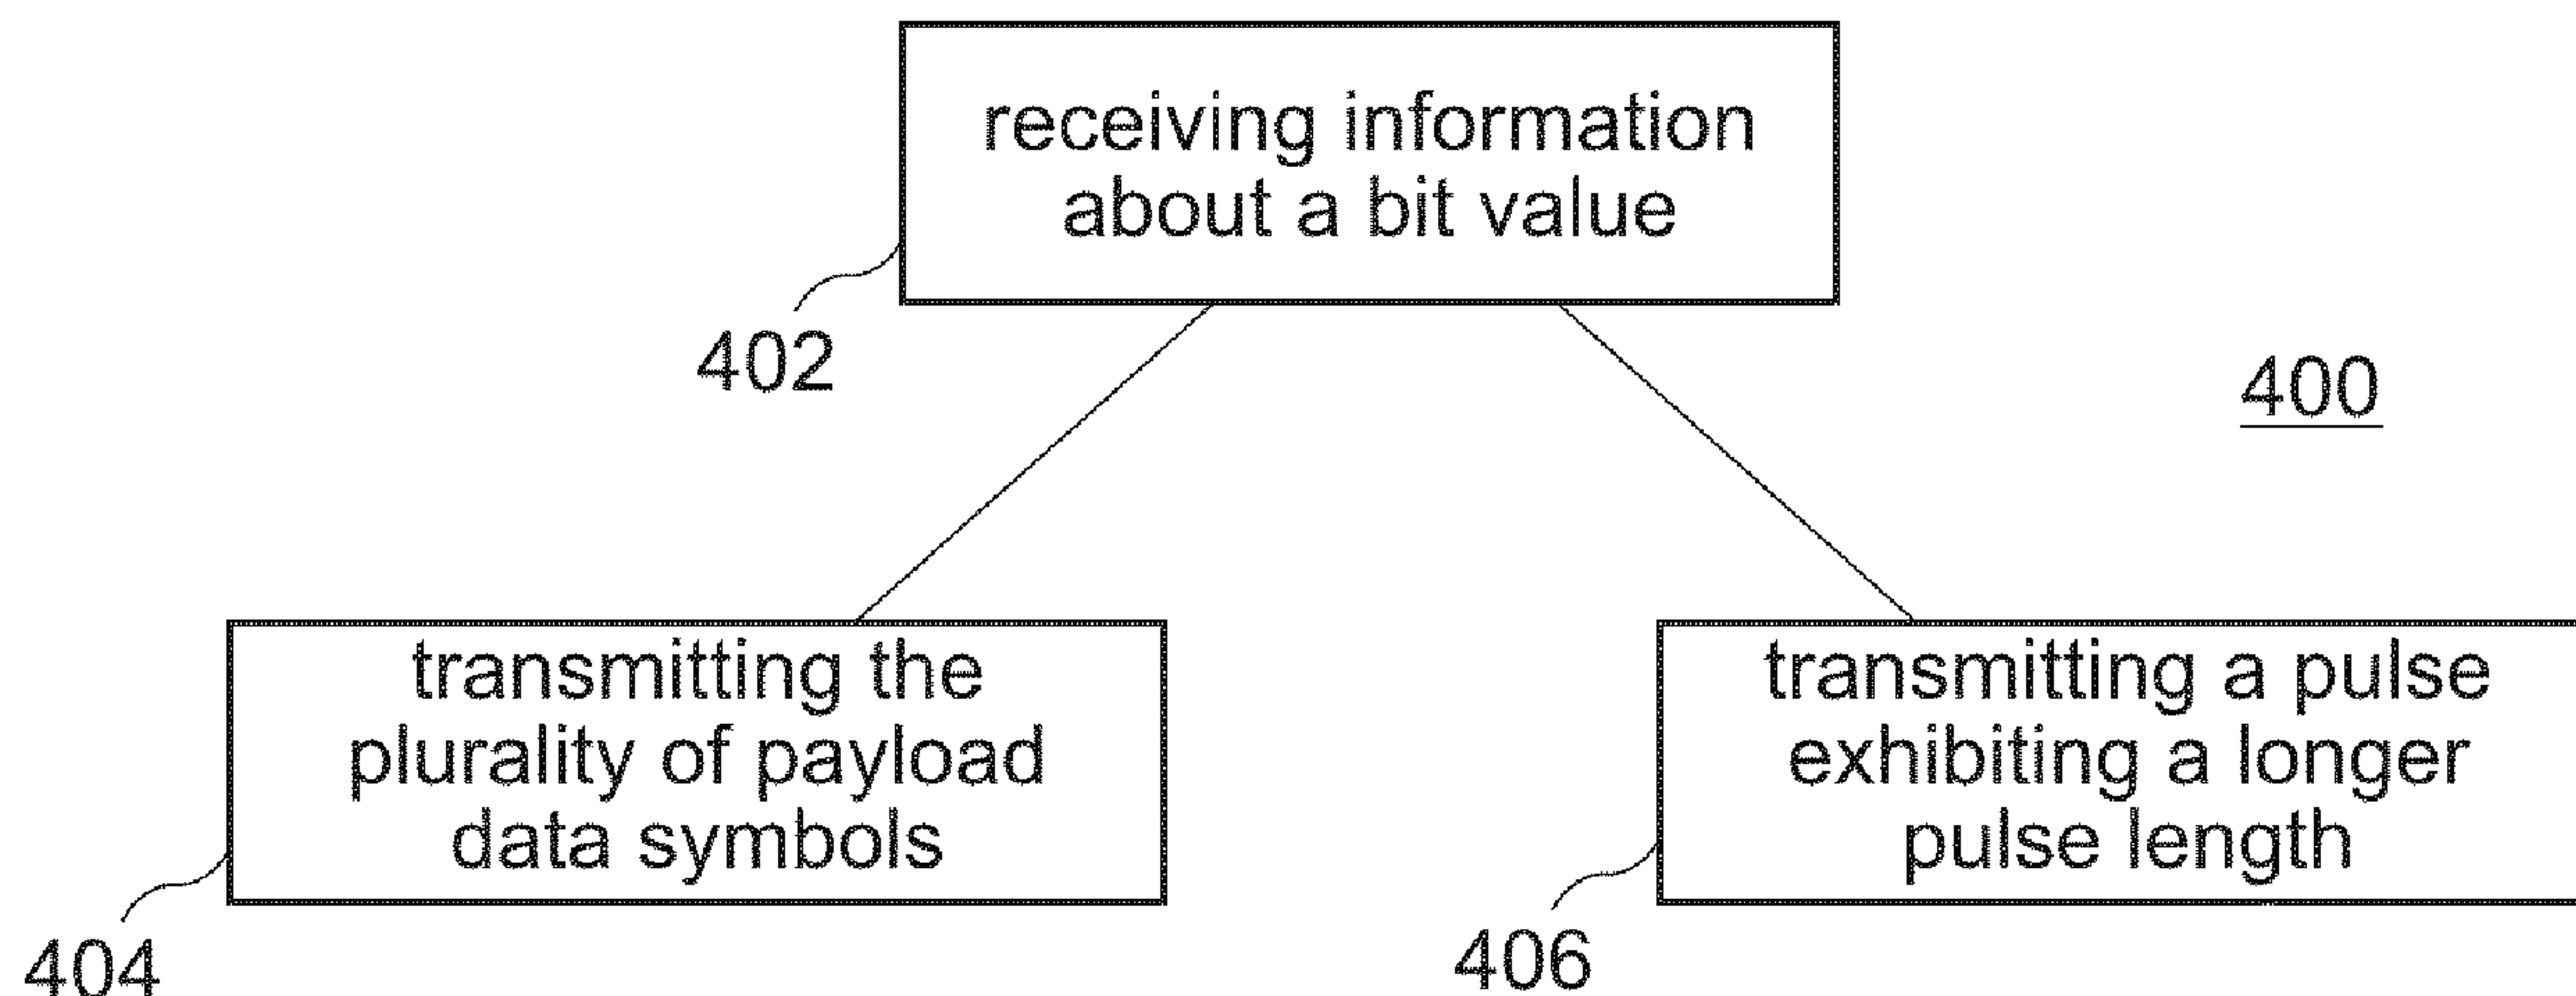 receiving information
about a bit value
402
400
transmitting the
plurality of payload
data symbols
404
transmitting a pulse
exhibiting a longer
pulse length
406